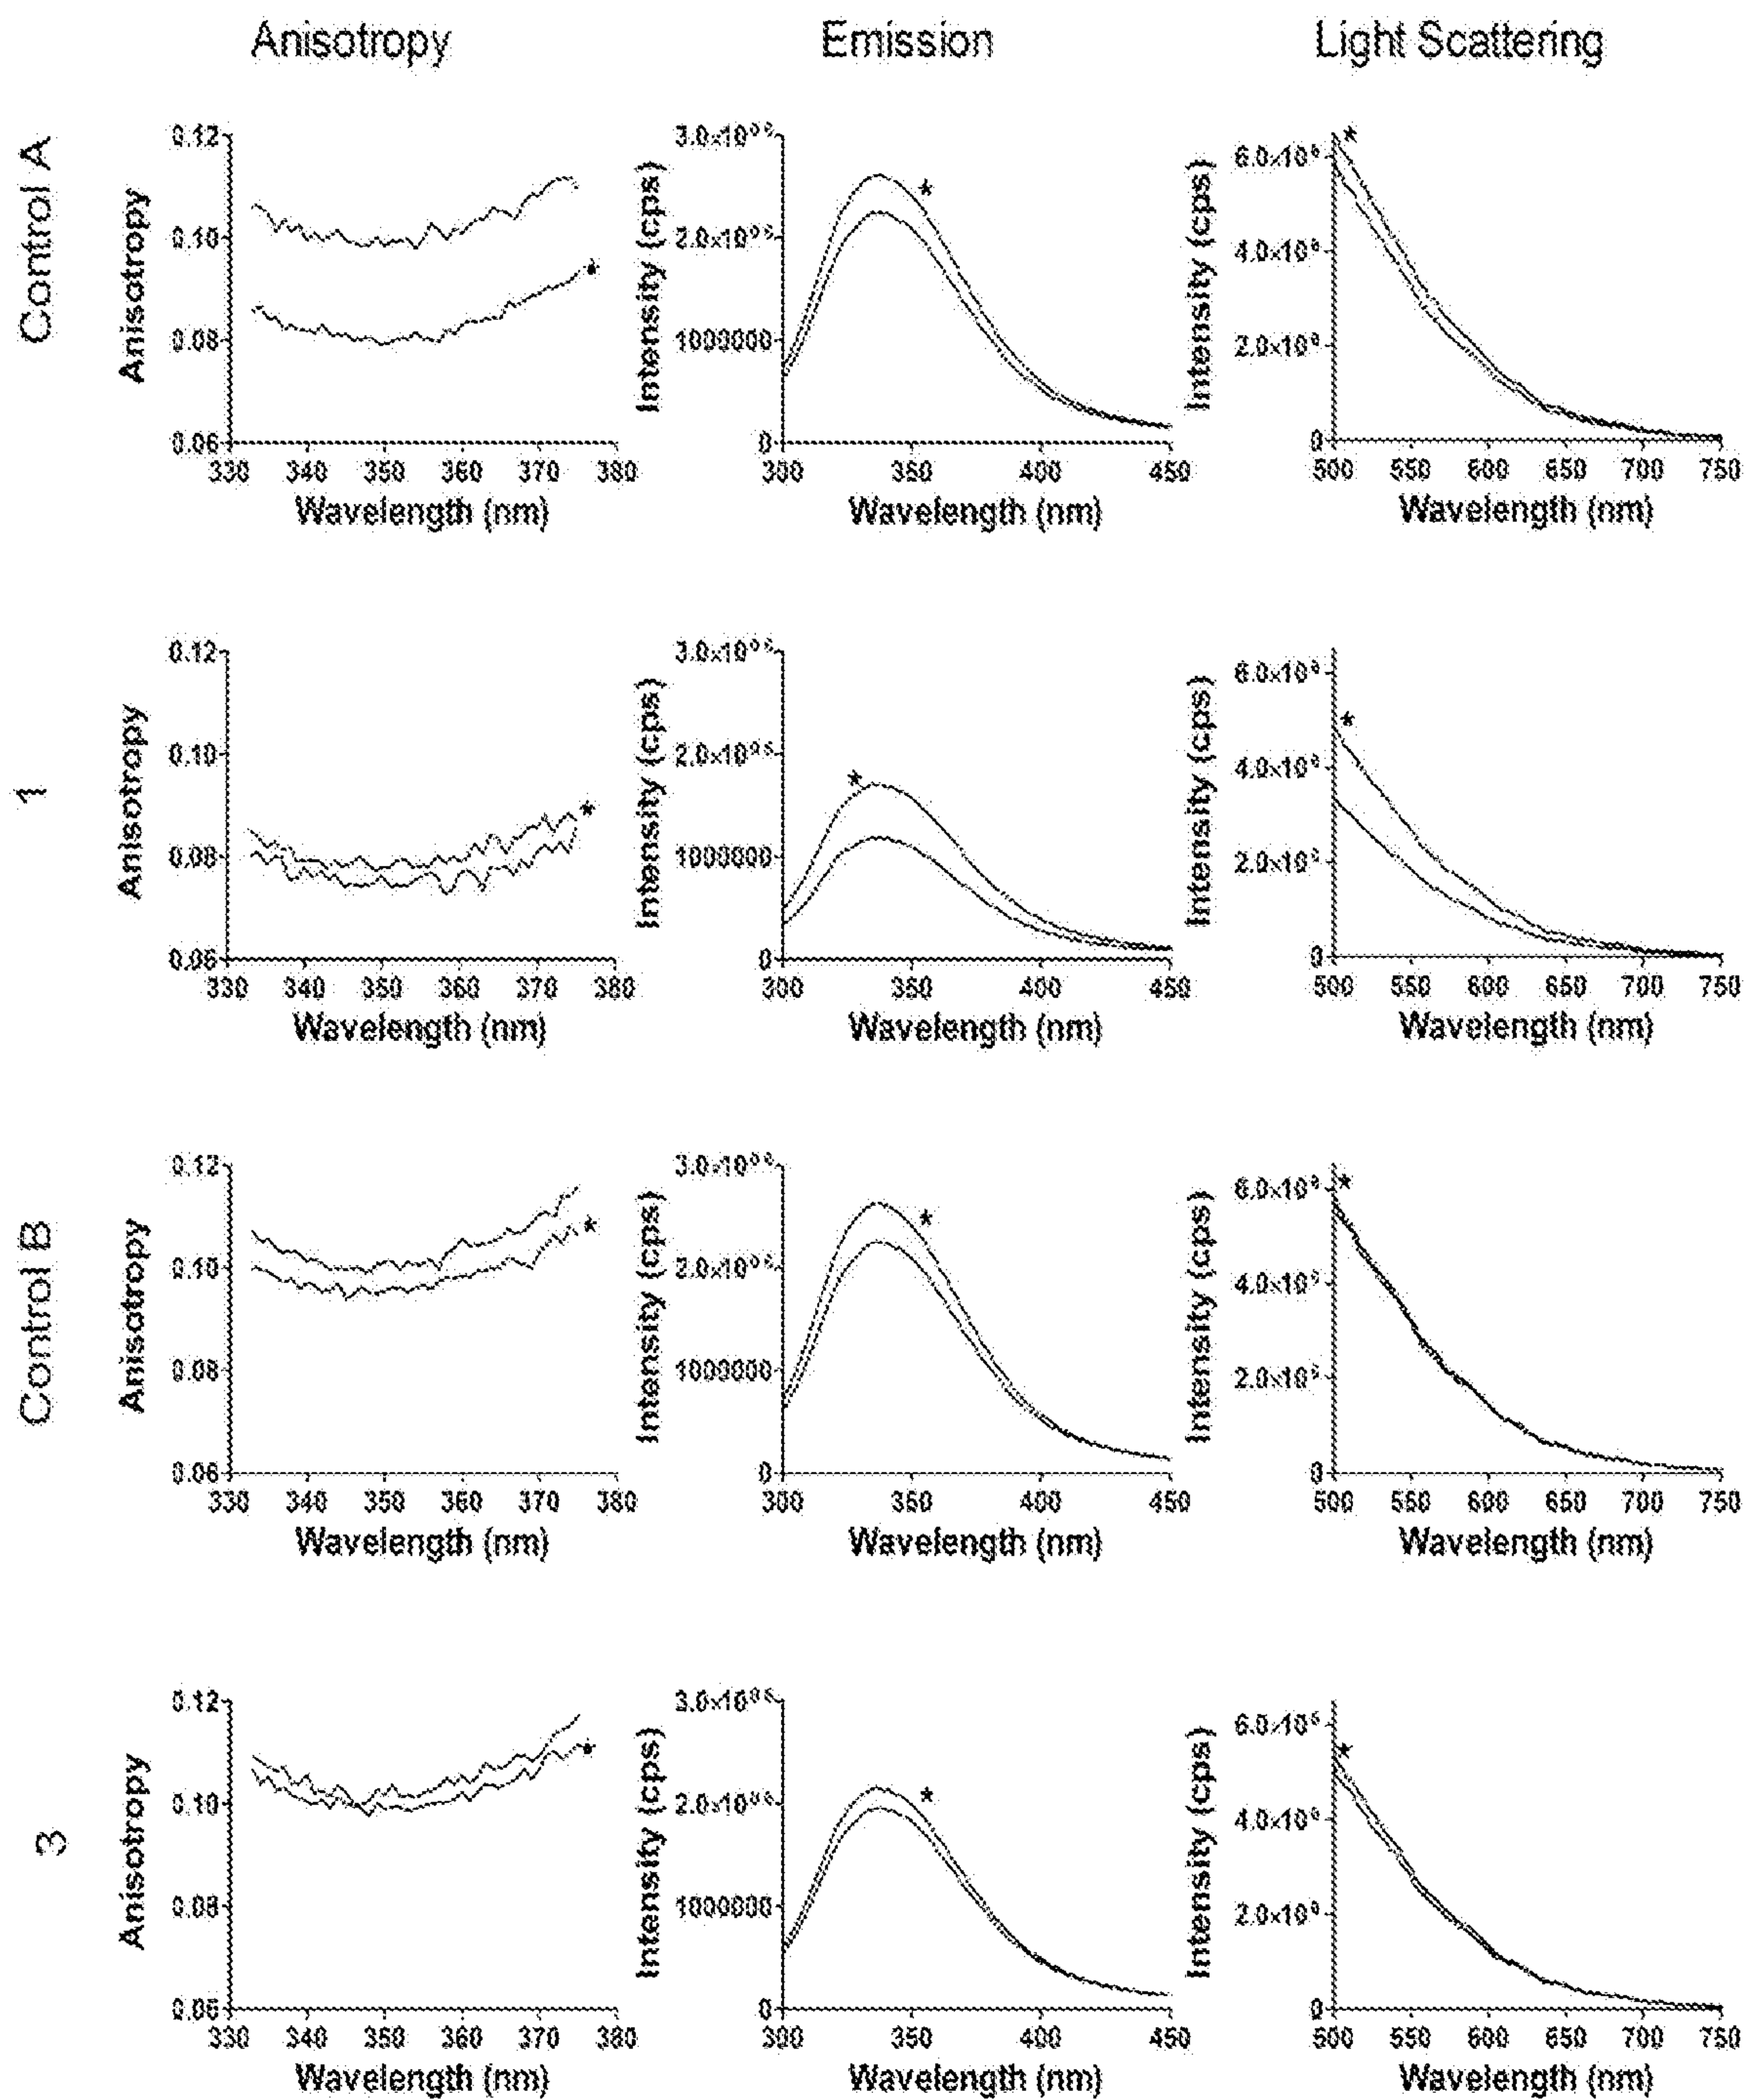 Anisotropy Emission Light Scattering
Control A
Anisotropy
0.12
0.10
0.08
0.06
330 340 350 360 370 380
Wavelength (nm)
*
Intensity (cps)
2.0×10
1000000
0
300 350 400 450
Wavelength (nm)
*
Intensity (cps)
0
500 550 600 650 700 750
Wavelength (nm)
*
1
Anisotropy
0.12
0.10
0.08
0.06
330 340 350 360 370 380
Wavelength (nm)
*
Intensity (cps)
1000000
0
300 350 400 450
Wavelength (nm)
*
Intensity (cps)
0
500 550 600 650 700 750
Wavelength (nm)
*
Control B
Anisotropy
0.12
0.10
0.08
0.06
330 340 350 360 370 380
Wavelength (nm)
*
Intensity (cps)
1000000
0
300 350 400 450
Wavelength (nm)
*
Intensity (cps)
0
500 550 600 650 700 750
Wavelength (nm)
*
3
Anisotropy
0.12
0.10
0.08
0.06
330 340 350 360 370 380
Wavelength (nm)
*
Intensity (cps)
1000000
0
300 350 400 450
Wavelength (nm)
*
Intensity (cps)
0
500 550 600 650 700 750
Wavelength (nm)
*